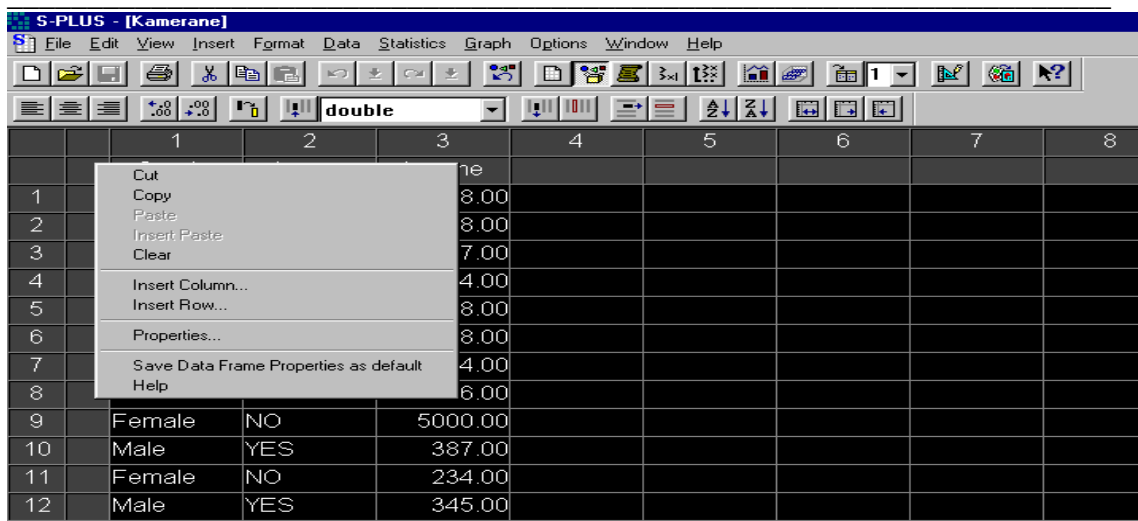 S-PLUS - [Kamerane]
File Edit View Insert Format Data Statistics Graph Options Window Help
1
double
1 2 3 4 5 6 7 8
Cut
Copy
Paste
Insert Paste
Clear
Insert Column...
Insert Row...
Properties...
Save Data Frame Properties as default
Help
ne
1 8.00
2 8.00
3 7.00
4 4.00
5 8.00
6 8.00
7 4.00
8 6.00
9 Female NO 5000.00
10 Male YES 387.00
11 Female NO 234.00
12 Male YES 345.00